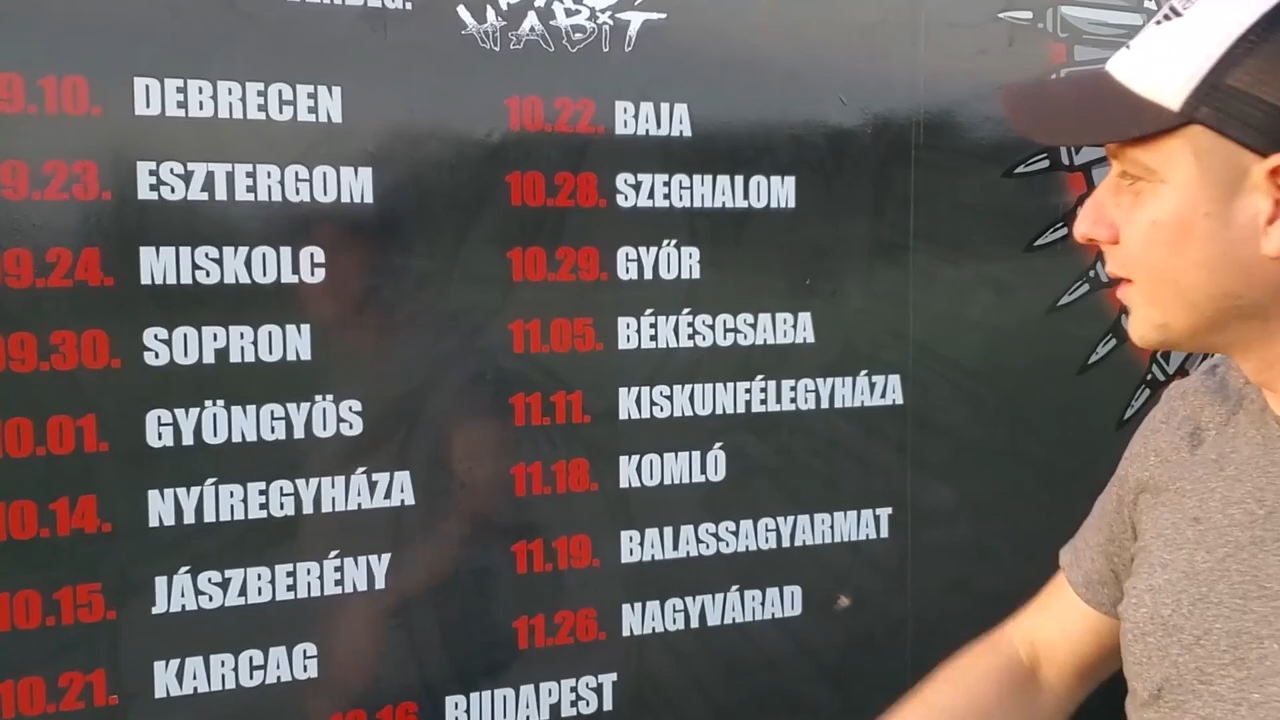 HABIT
9.10. DEBRECEN
9.23. ESZTERGOM
09.24. MISKOLC
09.30. SOPRON
10.01. GYÖNGYÖS
10.14. NYÍREGYHÁZA
10.15. JÁSZBERÉNY
10.21. KARCAG
10.22. BAJA
10.28. SZEGHALOM
10.29. GYŐR
11.05. BÉKÉSCSABA
11.11. KISKUNFÉLEGYHÁZA
11.18. KOMLÓ
11.19. BALASSAGYARMAT
11.26. NAGYVÁRAD
BUDAPEST